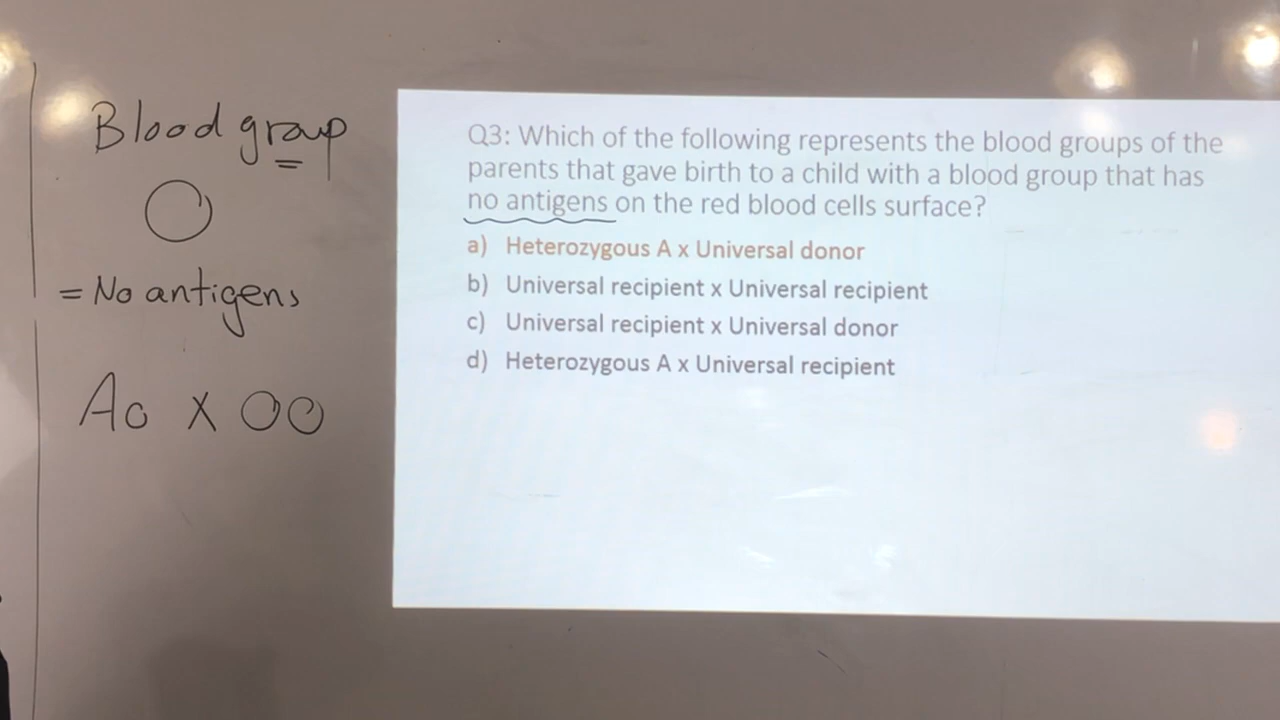 Blood group
O
= No antigens
Ao X OO
Q3: Which of the following represents the blood groups of the
parents that gave birth to a child with a blood group that has
no antigens on the red blood cells surface?
a) Heterozygous A x Universal donor
b) Universal recipient x Universal recipient
c) Universal recipient x Universal donor
d) Heterozygous A x Universal recipient